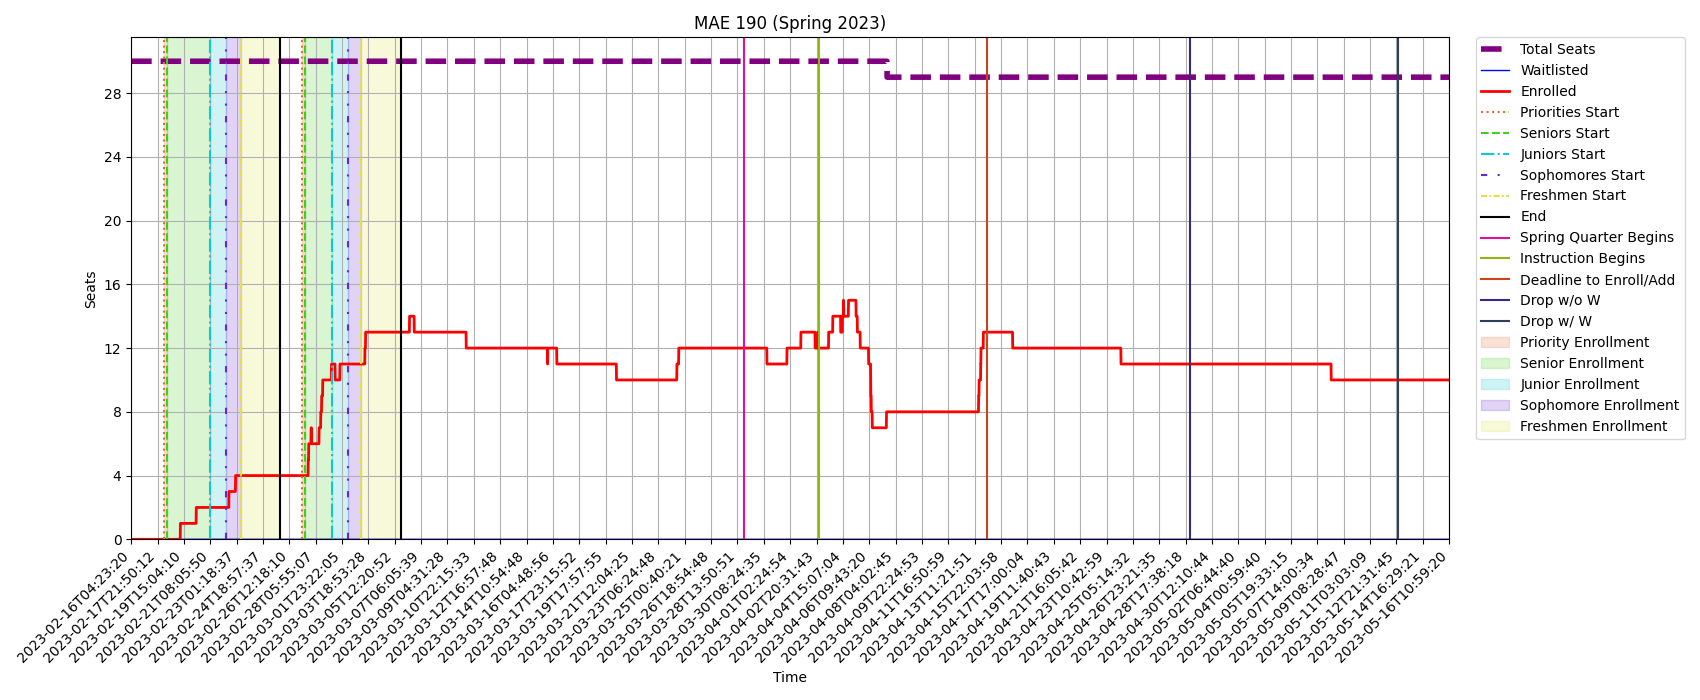 MAE 190 (Spring 2023)
Seats
28
24
20
16
12
8
4
0
2023-02-16T04:23:20
2023-02-17T21:50:12
2023-02-19T15:04:10
2023-02-21T08:05:50
2023-02-23T01:18:37
2023-02-24T18:57:37
2023-02-26T12:18:10
2023-02-28T05:55:07
2023-03-01T23:22:05
2023-03-03T18:53:28
2023-03-05T12:20:52
2023-03-07T06:05:39
2023-03-09T04:31:28
2023-03-10T22:15:33
2023-03-12T16:57:48
2023-03-14T10:54:48
2023-03-16T04:48:56
2023-03-17T23:15:52
2023-03-19T17:57:55
2023-03-21T12:04:25
2023-03-23T06:24:48
2023-03-25T00:40:21
2023-03-26T18:54:48
2023-03-28T13:50:51
2023-03-30T08:24:35
2023-04-01T02:24:54
2023-04-02T20:31:43
2023-04-04T15:07:04
2023-04-06T09:43:20
2023-04-08T04:02:45
2023-04-09T22:24:53
2023-04-11T16:50:59
2023-04-13T11:21:51
2023-04-15T22:03:58
2023-04-17T17:00:04
2023-04-19T11:40:43
2023-04-21T16:05:42
2023-04-23T10:42:59
2023-04-25T05:14:32
2023-04-26T23:21:35
2023-04-28T17:38:18
2023-04-30T12:10:44
2023-05-02T06:44:40
2023-05-04T00:59:40
2023-05-05T19:33:15
2023-05-07T14:00:34
2023-05-09T08:28:47
2023-05-11T03:03:09
2023-05-12T21:31:45
2023-05-14T16:29:21
2023-05-16T10:59:20
Time
Total Seats
Waitlisted
Enrolled
Priorities Start
Seniors Start
Juniors Start
Sophomores Start
Freshmen Start
End
Spring Quarter Begins
Instruction Begins
Deadline to Enroll/Add
Drop w/o W
Drop w/ W
Priority Enrollment
Senior Enrollment
Junior Enrollment
Sophomore Enrollment
Freshmen Enrollment